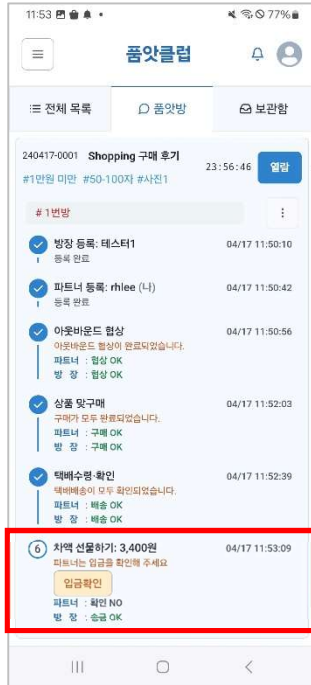 11:53
77%
품앗클럽
전체 목록
품앗방
보관함
240417-0001 Shopping 구매 후기
23:56:46
열람
#1만원 미만 #50-100자 #사진1
# 1번방
방장 등록: 테스터1 04/17 11:50:10
등록 완료
파트너 등록: rhlee (나) 04/17 11:50:42
등록 완료
아웃바운드 협상 04/17 11:50:56
아웃바운드 협상이 완료되었습니다.
파트너 : 협상 OK
방 장 : 협상 OK
상품 맞구매 04/17 11:52:03
구매가 모두 완료되었습니다.
파트너 : 구매 OK
방 장 : 구매 OK
택배수령·확인 04/17 11:52:39
택배배송이 모두 확인되었습니다.
파트너 : 배송 OK
방 장 : 배송 OK
6 차액 선물하기: 3,400원 04/17 11:53:09
파트너는 입금을 확인해 주세요
입금확인
파트너 : 확인 NO
방 장 : 송금 OK